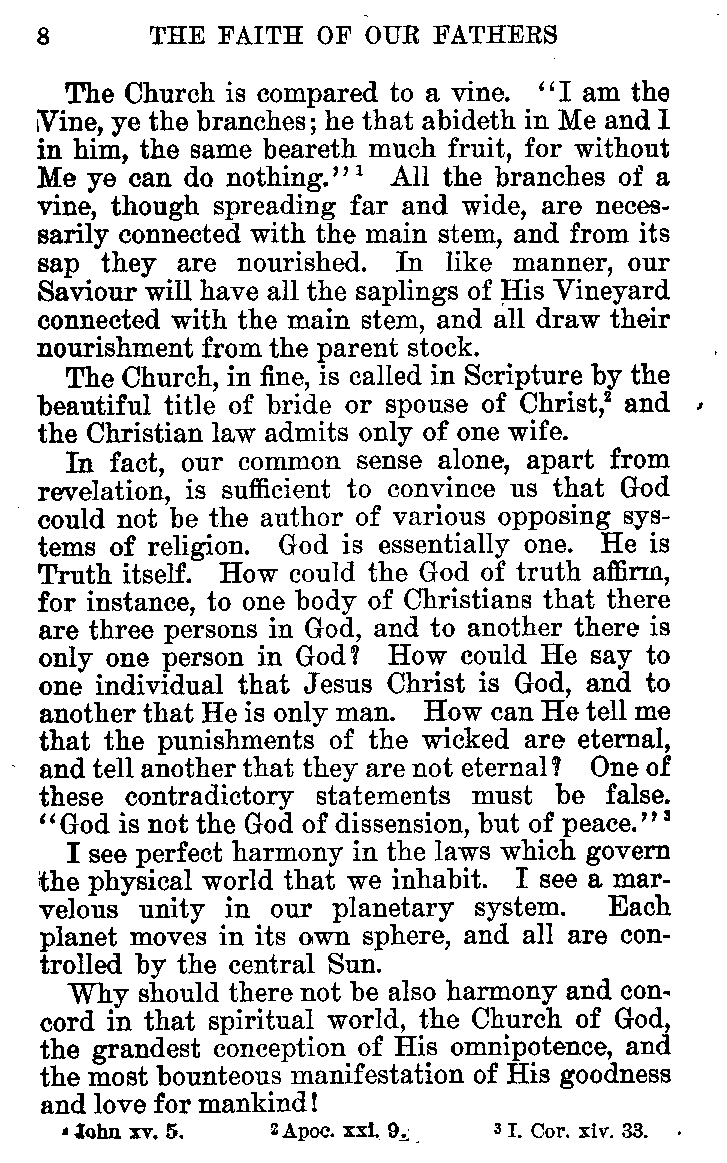 8 THE FAITH OF OUR FATHERS
The Church is compared to a vine. “I am the
Vine, ye the branches; he that abideth in Me and I
in him, the same beareth much fruit, for without
Me ye can do nothing.”¹ All the branches of a
vine, though spreading far and wide, are neces-
sarily connected with the main stem, and from its
sap they are nourished. In like manner, our
Saviour will have all the saplings of His Vineyard
connected with the main stem, and all draw their
nourishment from the parent stock.
The Church, in fine, is called in Scripture by the
beautiful title of bride or spouse of Christ,² and
the Christian law admits only of one wife.
In fact, our common sense alone, apart from
revelation, is sufficient to convince us that God
could not be the author of various opposing sys-
tems of religion. God is essentially one. He is
Truth itself. How could the God of truth affirm,
for instance, to one body of Christians that there
are three persons in God, and to another there is
only one person in God? How could He say to
one individual that Jesus Christ is God, and to
another that He is only man. How can He tell me
that the punishments of the wicked are eternal,
and tell another that they are not eternal? One of
these contradictory statements must be false.
“God is not the God of dissension, but of peace.”³
I see perfect harmony in the laws which govern
the physical world that we inhabit. I see a mar-
velous unity in our planetary system. Each
planet moves in its own sphere, and all are con-
trolled by the central Sun.
Why should there not be also harmony and con-
cord in that spiritual world, the Church of God,
the grandest conception of His omnipotence, and
the most bounteous manifestation of His goodness
and love for mankind!
¹ John xv. 5. ² Apoc. xxi. 9. ³ I. Cor. xiv. 33.